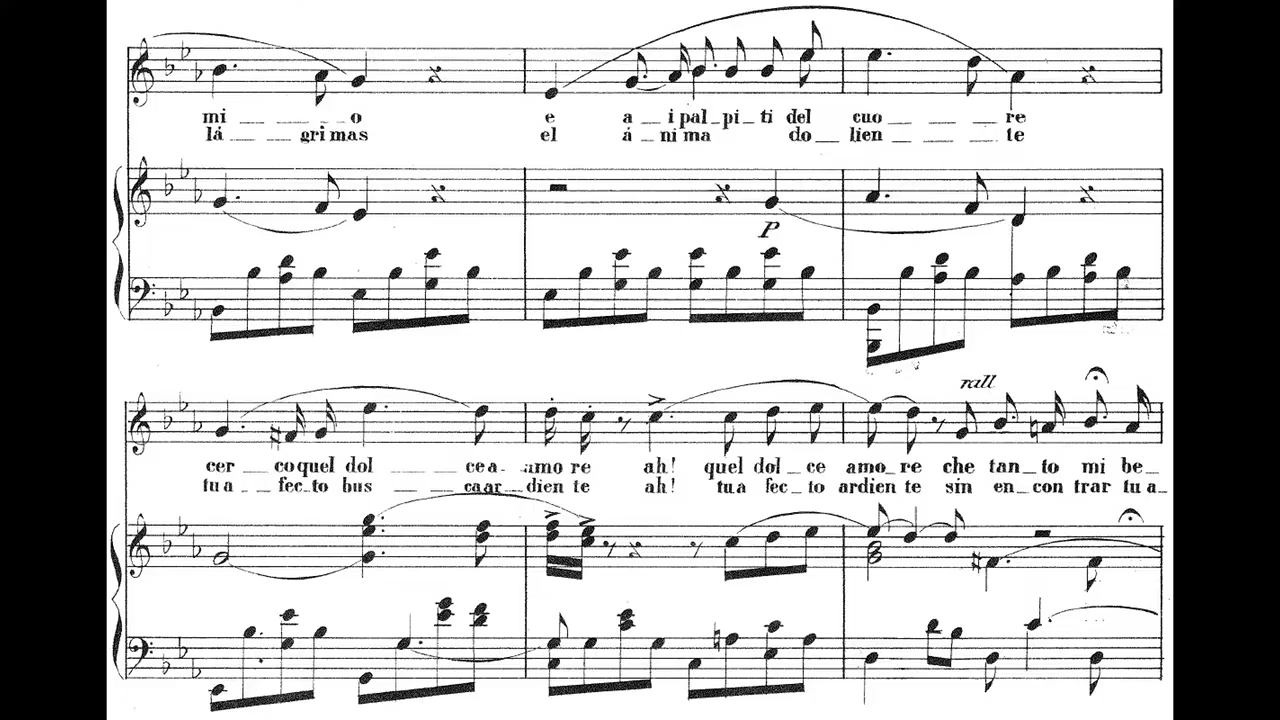 mi _ _ _ o e a _ i pal _ pi _ ti del cuo _ _ _ re
lá _ _ _ gri mas el á _ ni ma do _ lien _ _ te
P
rall
cer _ co quel dol _ _ _ ce a _ amo re ah! quel dol _ ce amo _ re che tan _ to mi be _
tu a _ fec _ to bus _ _ _ ca ar _ dien te ah! tu a fec _ to ardien te sin en _ con trar tu a _